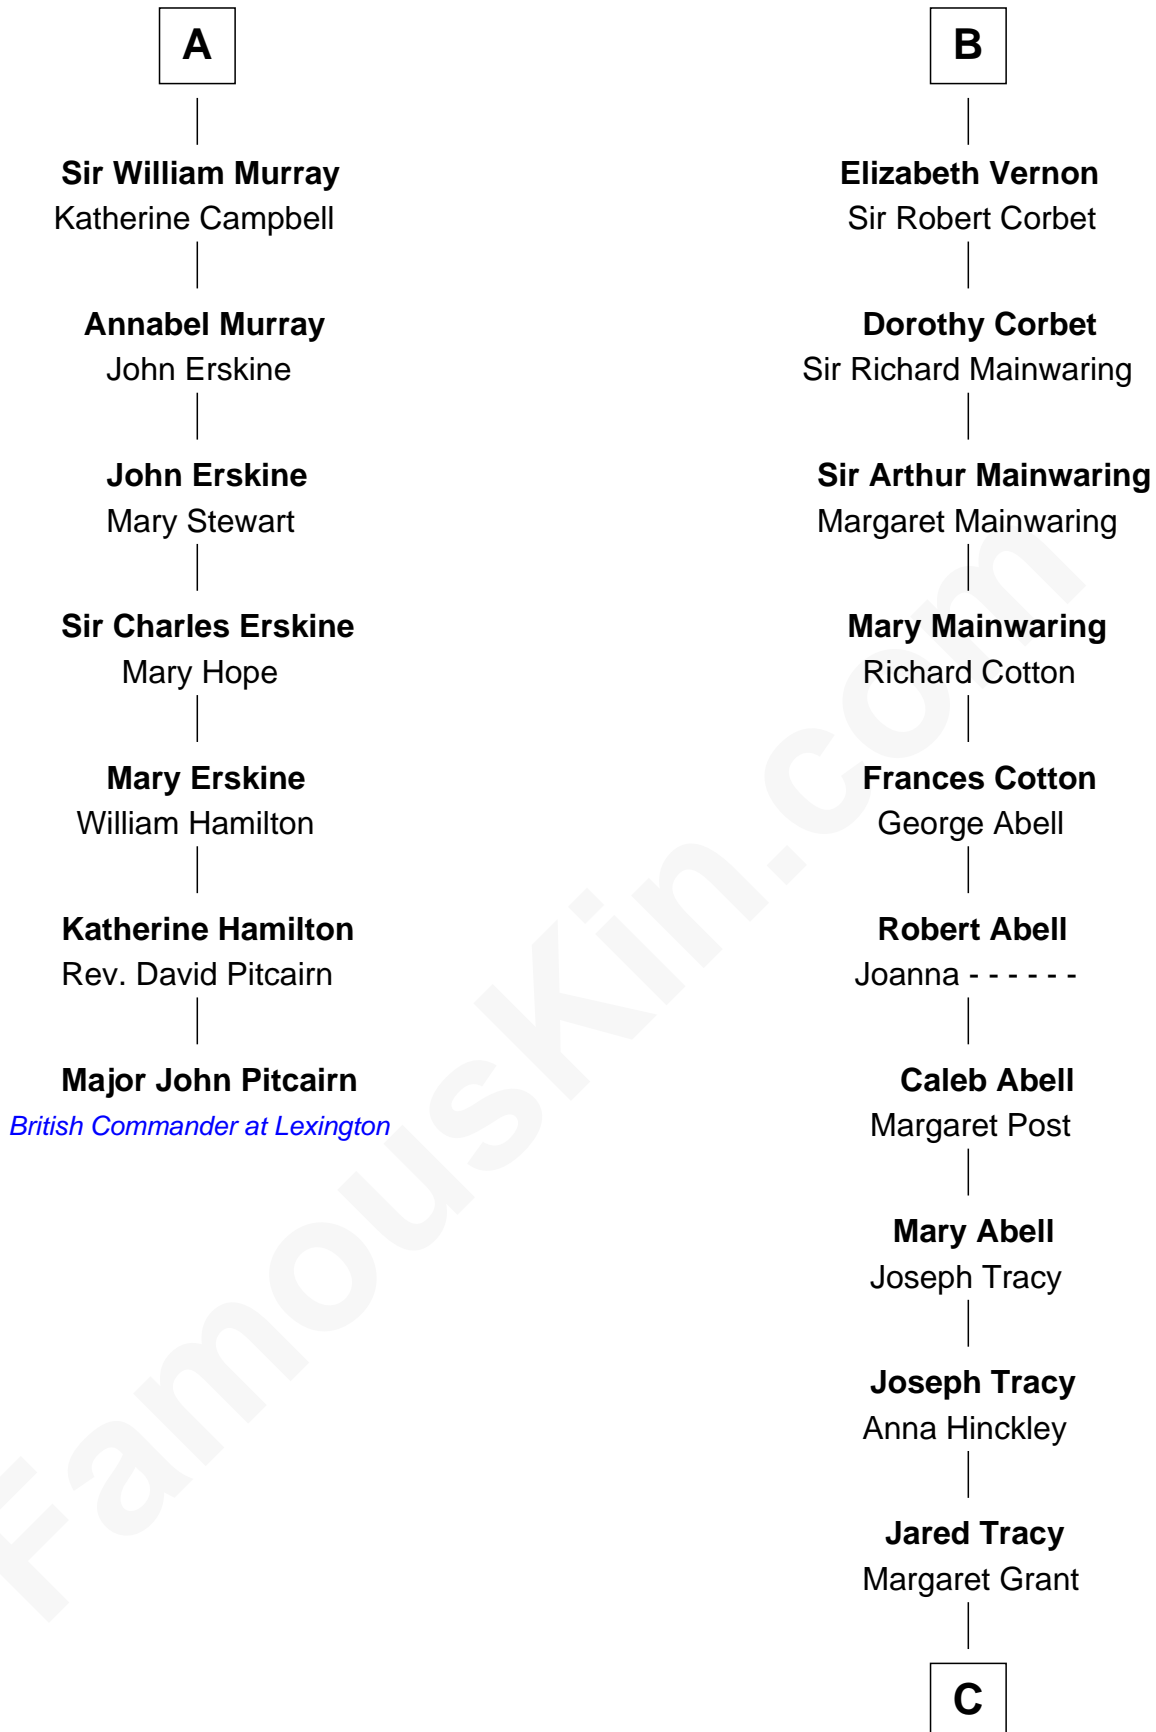 A
Sir William Murray
Katherine Campbell
Annabel Murray
John Erskine
John Erskine
Mary Stewart
Sir Charles Erskine
Mary Hope
Mary Erskine
William Hamilton
Katherine Hamilton
Rev. David Pitcairn
Major John Pitcairn
British Commander at Lexington
B
Elizabeth Vernon
Sir Robert Corbet
Dorothy Corbet
Sir Richard Mainwaring
Sir Arthur Mainwaring
Margaret Mainwaring
Mary Mainwaring
Richard Cotton
Frances Cotton
George Abell
Robert Abell
Joanna - - - - - -
Caleb Abell
Margaret Post
Mary Abell
Joseph Tracy
Joseph Tracy
Anna Hinckley
Jared Tracy
Margaret Grant
C
FamousKin.com